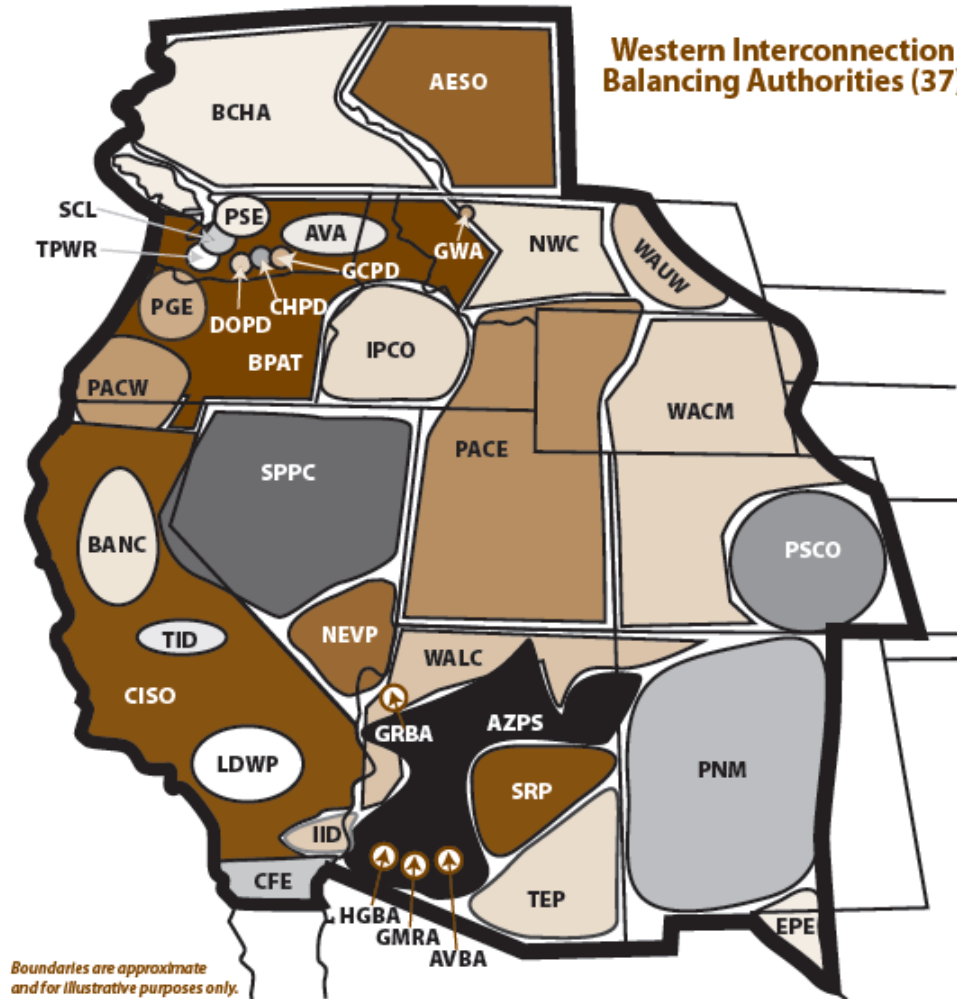 Western Interconnection
Balancing Authorities (37)
AESO
BCHA
SCL
PSE
TPWR
AVA
GWA
NWC
WAUW
GCPD
PGE
DOPD
CHPD
BPAT
IPCO
PACW
WACM
PACE
SPPC
BANC
PSCO
TID
NEVP
WALC
CISO
GRBA
AZPS
LDWP
PNM
SRP
IID
CFE
TEP
HGBA
GMRA
AVBA
EPE
Boundaries are approximate
and for illustrative purposes only.